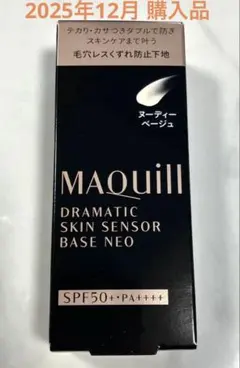 2025年12月 購入品
テカリ・カサつきダブルで防ぎ
スキンケアまで叶う
毛穴レスくずれ防止下地
ヌーディー
ベージュ
MAQuill
DRAMATIC
SKIN SENSOR
BASE NEO
SPF50+・PA++++